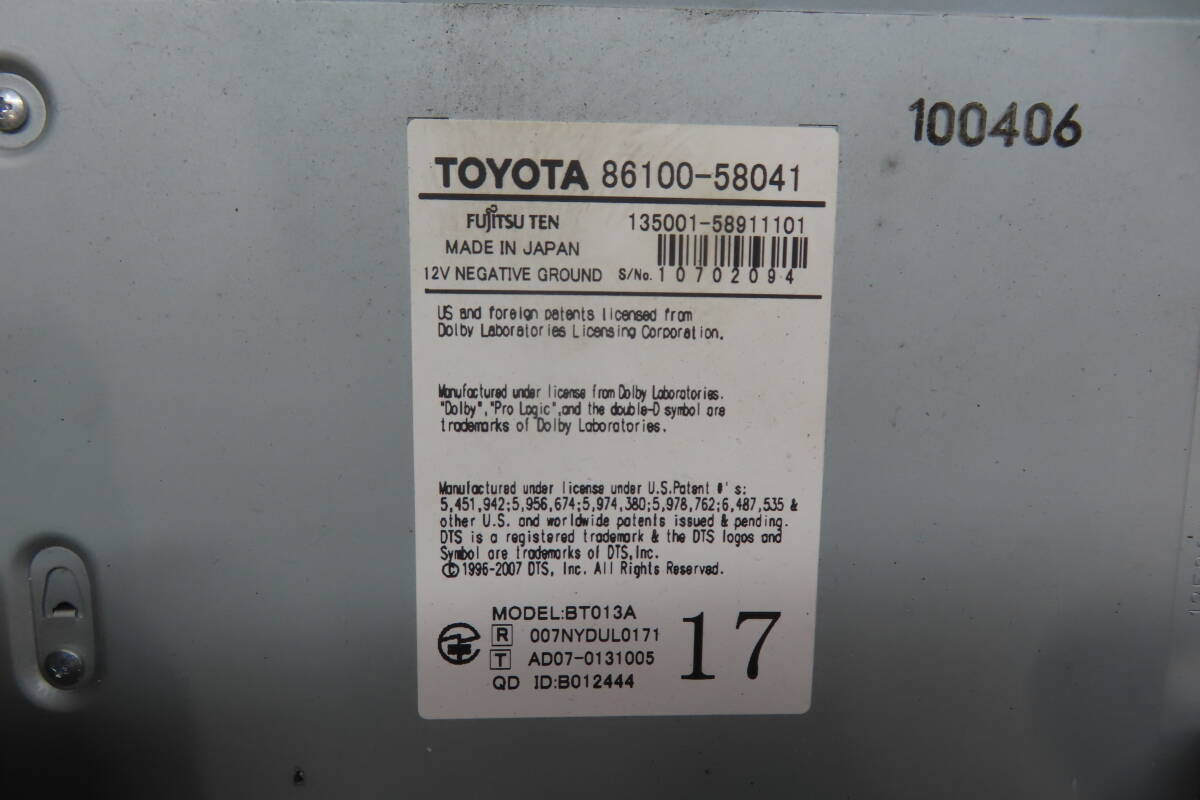 100406
TOYOTA 86100-58041
FUJITSU TEN 135001-58911101
MADE IN JAPAN
12V NEGATIVE GROUND S/No. 10702094
US and foreign patents licensed from
Dolby Laboratories Licensing Corporation.
Manufactured under license from Dolby Laboratories.
"Dolby","Pro Logic",and the double-D symbol are
trademarks of Dolby Laboratories.
Manufactured under license under U.S.Patent #'s:
5,451,942;5,956,674;5,974,380;5,978,762;6,487,535 &
other U.S. and worldwide patents issued & pending.
DTS is a registered trademark & the DTS logos and
Symbol are trademarks of DTS,Inc.
©1996-2007 DTS, Inc. All Rights Reserved.
MODEL:BT013A
R 007NYDUL0171
T AD07-0131005
QD ID:B012444
17